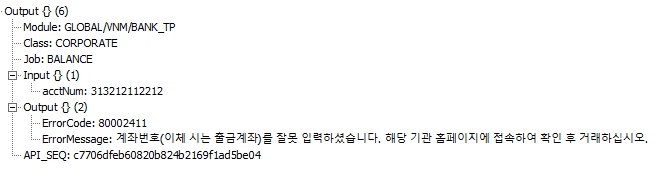 Output {} (6)
Module: GLOBAL/VNM/BANK_TP
Class: CORPORATE
Job: BALANCE
Input {} (1)
acctNum: 313212112212
Output {} (2)
ErrorCode: 80002411
ErrorMessage: 계좌번호(이체 시는 출금계좌)를 잘못 입력하셨습니다. 해당 기관 홈페이지에 접속하여 확인 후 거래하십시오.
API_SEQ: c7706dfeb60820b824b2169f1ad5be04